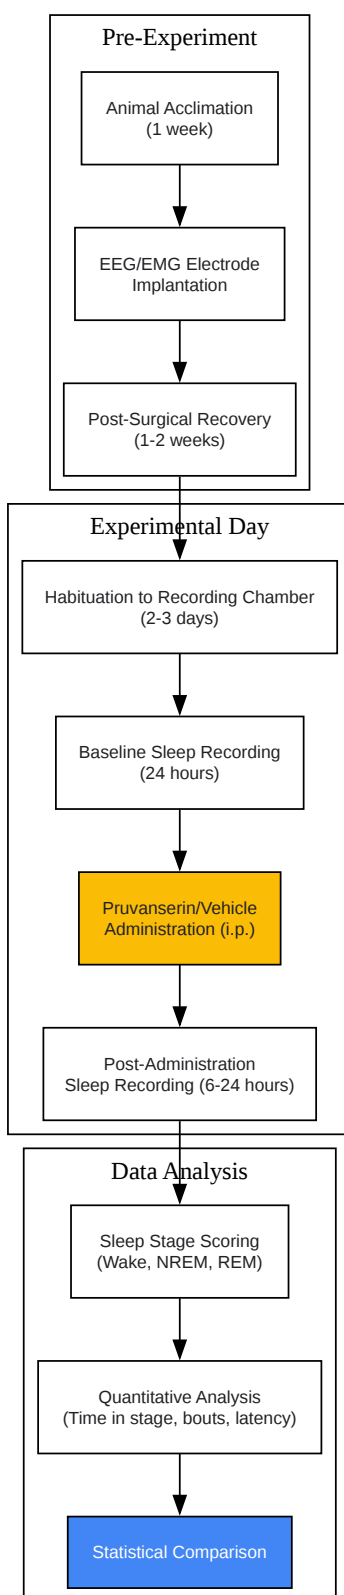 Pre-Experiment
Animal Acclimation
(1 week)
EEG/EMG Electrode
Implantation
Post-Surgical Recovery
(1-2 weeks)
Experimental Day
Habituation to Recording Chamber
(2-3 days)
Baseline Sleep Recording
(24 hours)
Pruvanserin/Vehicle
Administration (i.p.)
Post-Administration
Sleep Recording (6-24 hours)
Data Analysis
Sleep Stage Scoring
(Wake, NREM, REM)
Quantitative Analysis
(Time in stage, bouts, latency)
Statistical Comparison